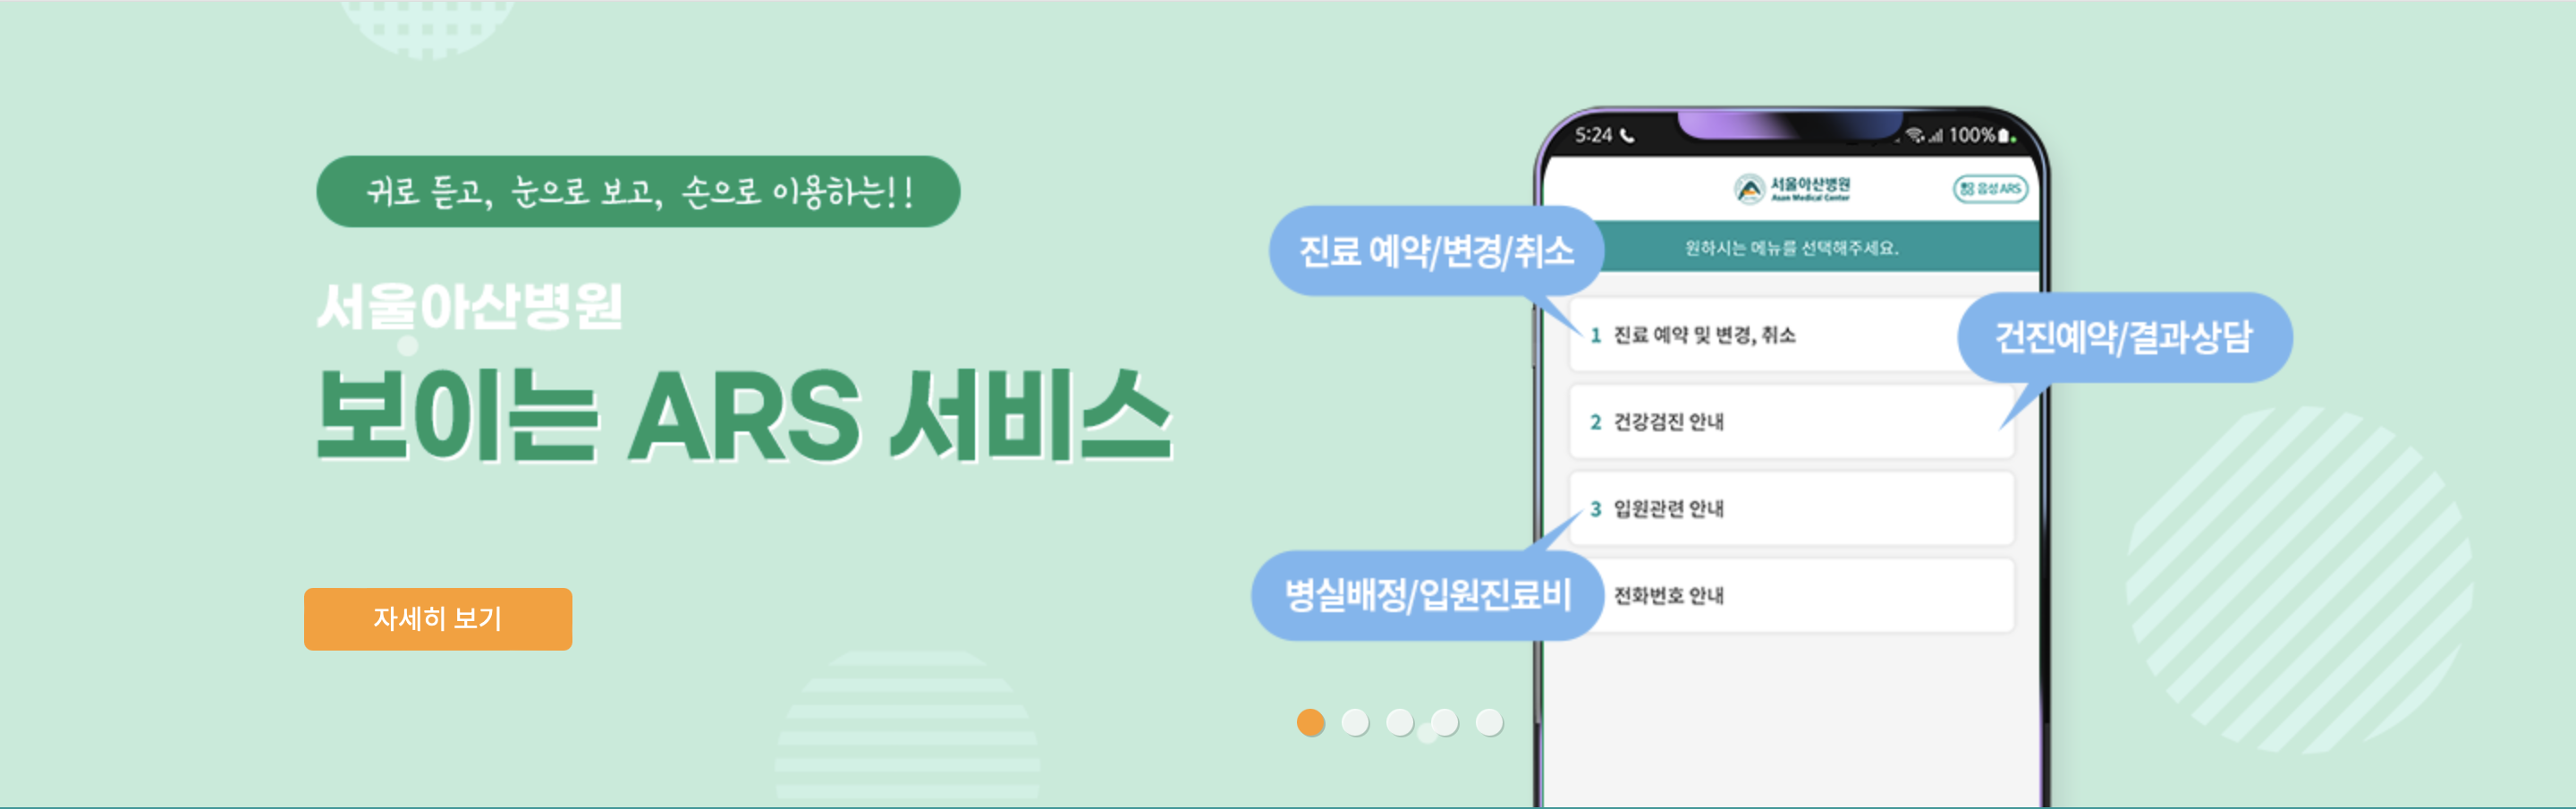 귀로 듣고, 눈으로 보고, 손으로 이용하는!!
서울아산병원
보이는 ARS 서비스
자세히 보기
5:24
100%
서울아산병원
Asan Medical Center
음성 ARS
원하시는 메뉴를 선택해주세요.
진료 예약/변경/취소
1 진료 예약 및 변경, 취소
건진예약/결과상담
2 건강검진 안내
3 입원관련 안내
병실배정/입원진료비
전화번호 안내